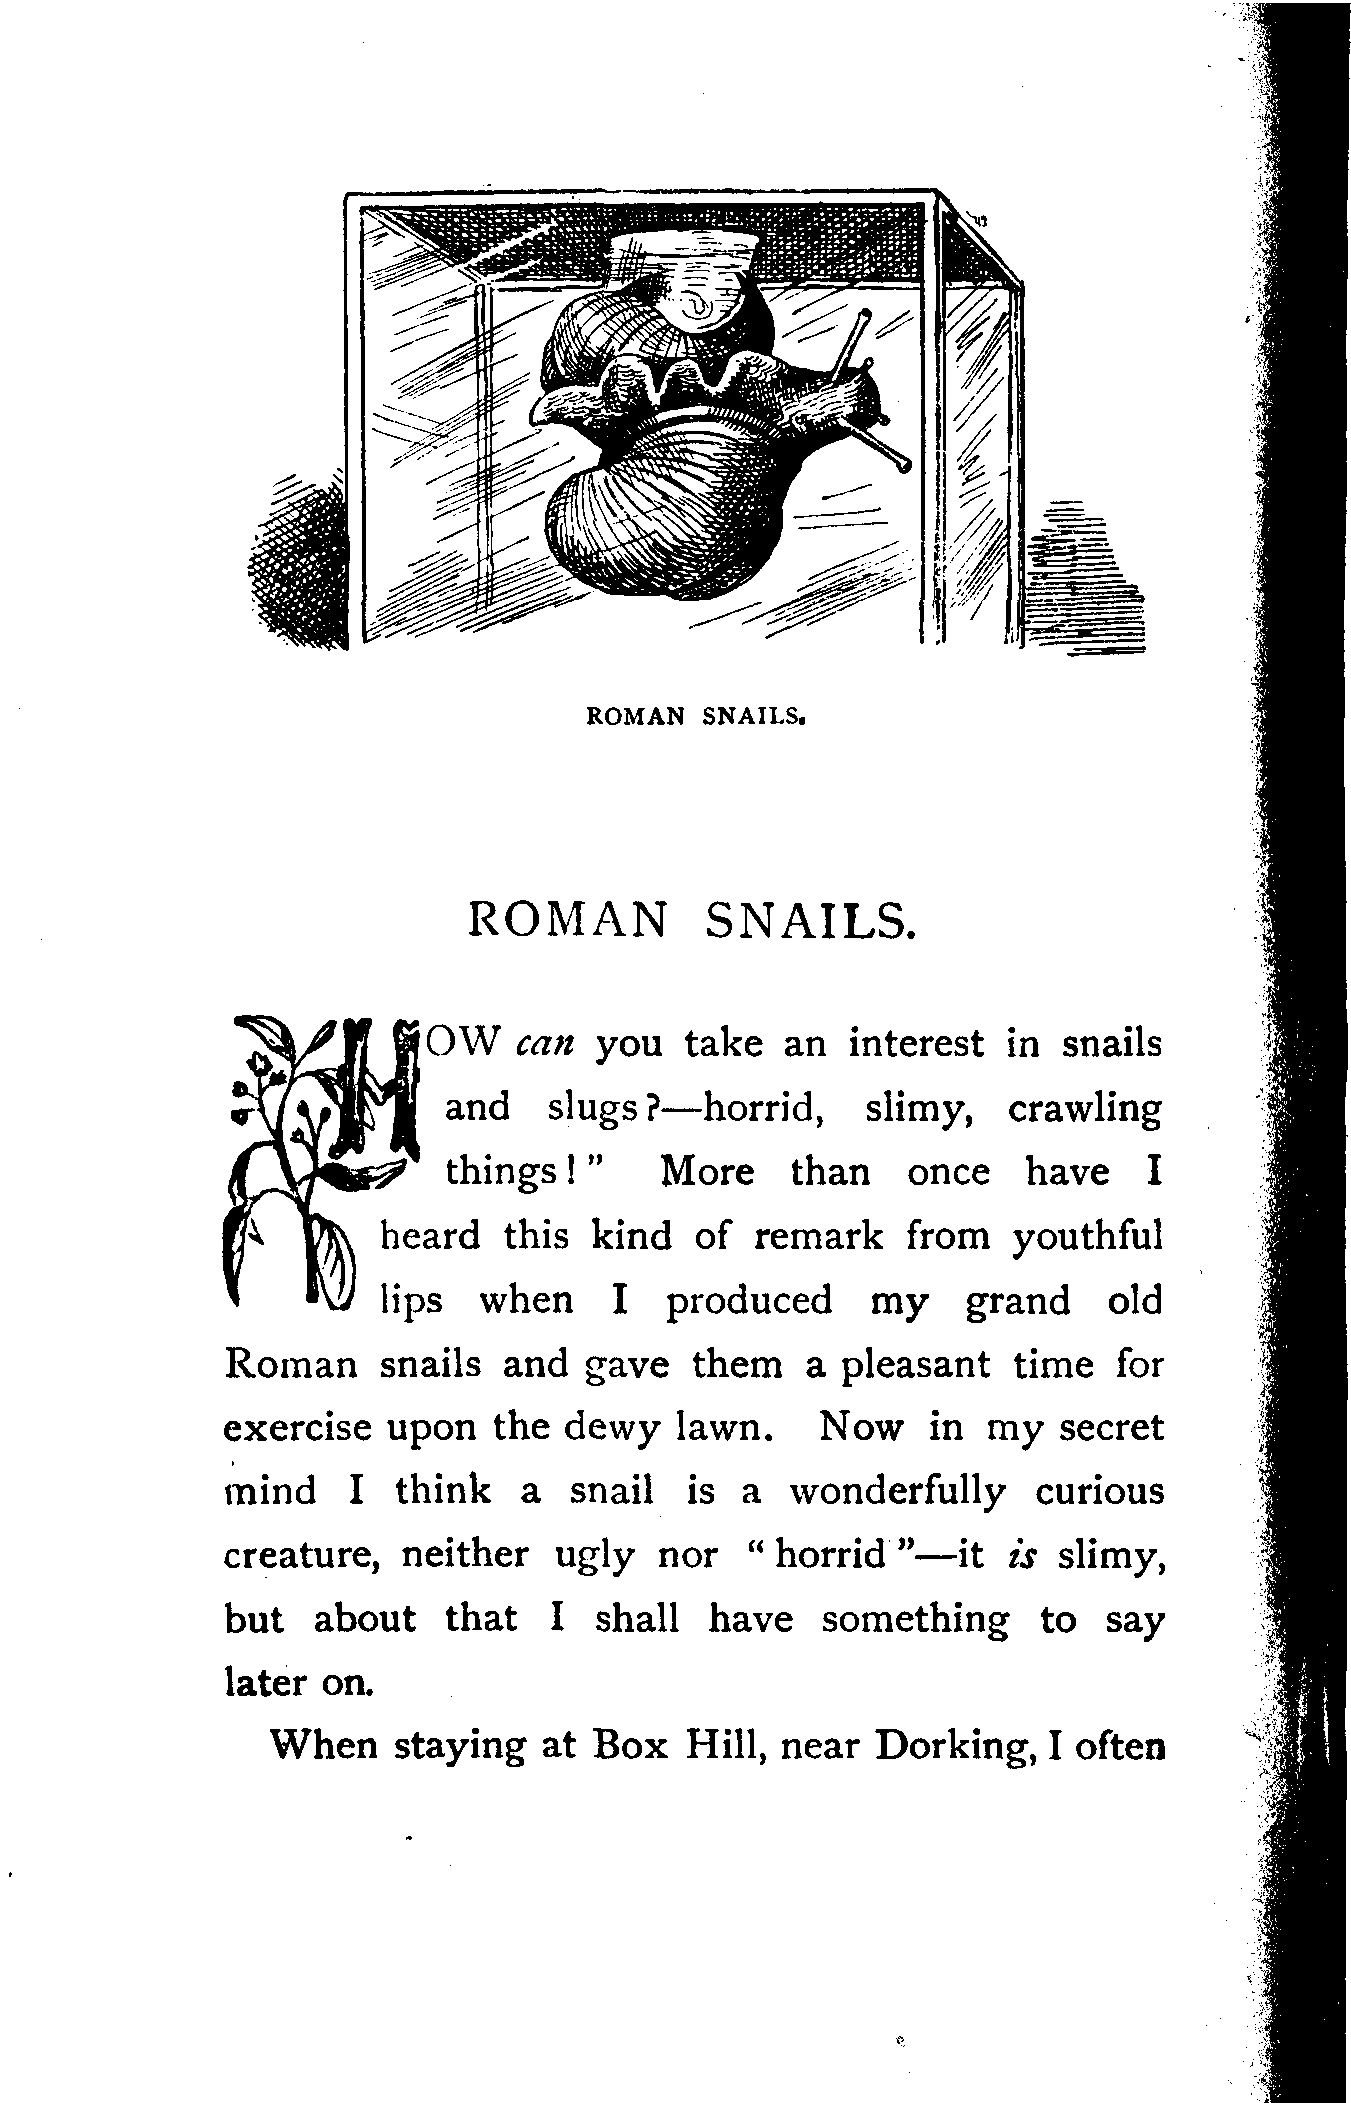 ROMAN SNAILS.
ROMAN SNAILS.
HOW can you take an interest in snails
and slugs?—horrid, slimy, crawling
things!" More than once have I
heard this kind of remark from youthful
lips when I produced my grand old
Roman snails and gave them a pleasant time for
exercise upon the dewy lawn. Now in my secret
mind I think a snail is a wonderfully curious
creature, neither ugly nor "horrid"—it is slimy,
but about that I shall have something to say
later on.
When staying at Box Hill, near Dorking, I often